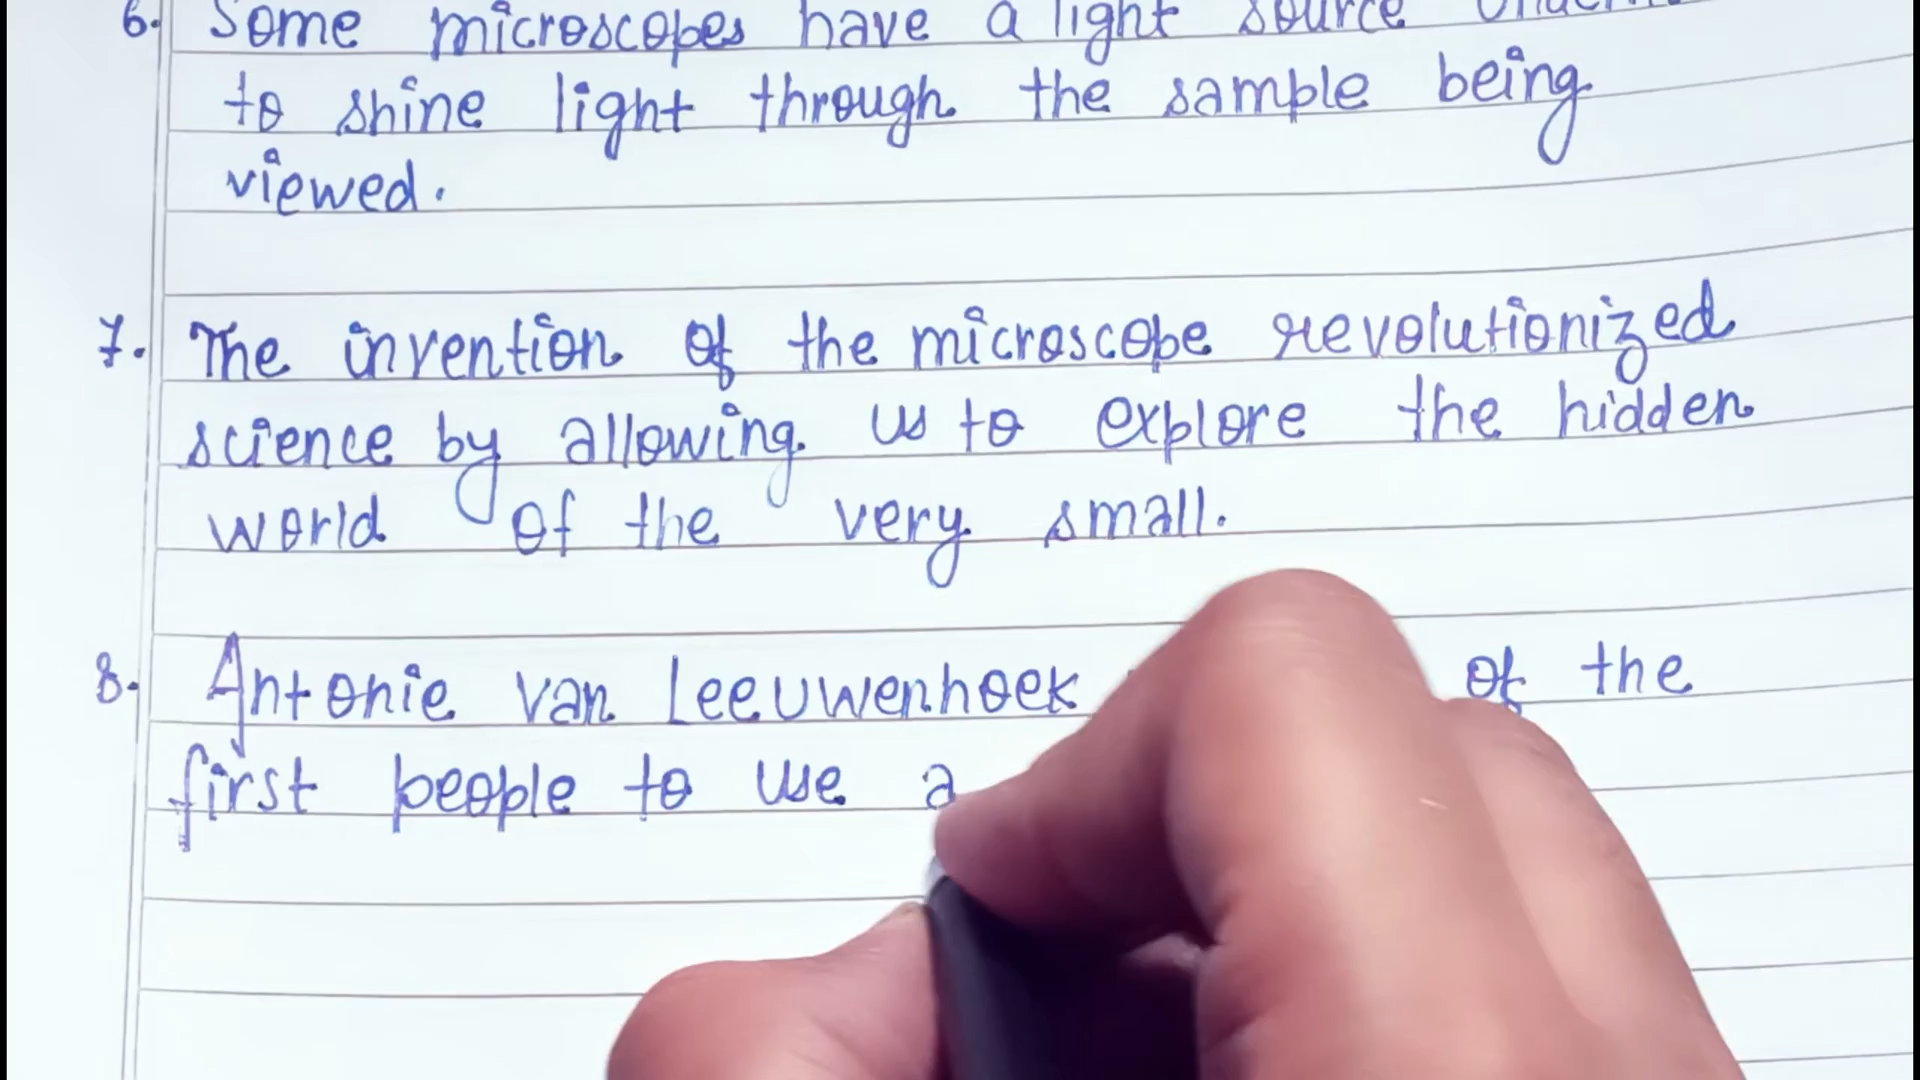 6. Some microscopes have a light source
to shine light through the sample being
viewed.
7. The invention of the microscope revolutionized
science by allowing us to explore the hidden
world of the very small.
8. Antonie van Leeuwenhoek of the
first people to use a